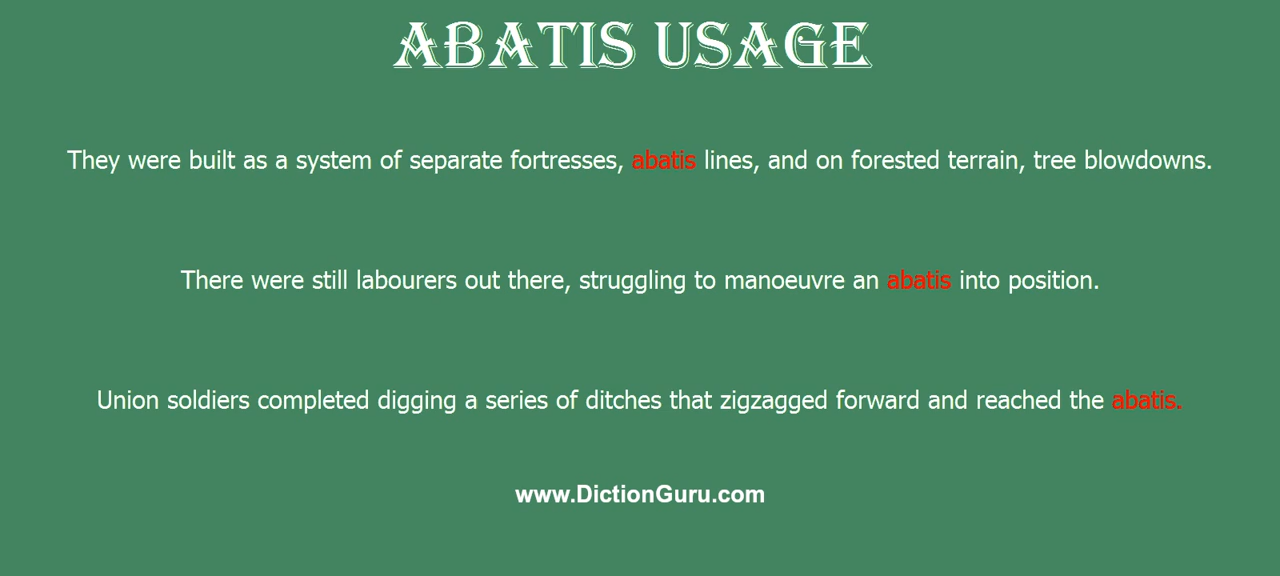 ABATIS USAGE
They were built as a system of separate fortresses, abatis lines, and on forested terrain, tree blowdowns.
There were still labourers out there, struggling to manoeuvre an abatis into position.
Union soldiers completed digging a series of ditches that zigzagged forward and reached the abatis.
www.DictionGuru.com